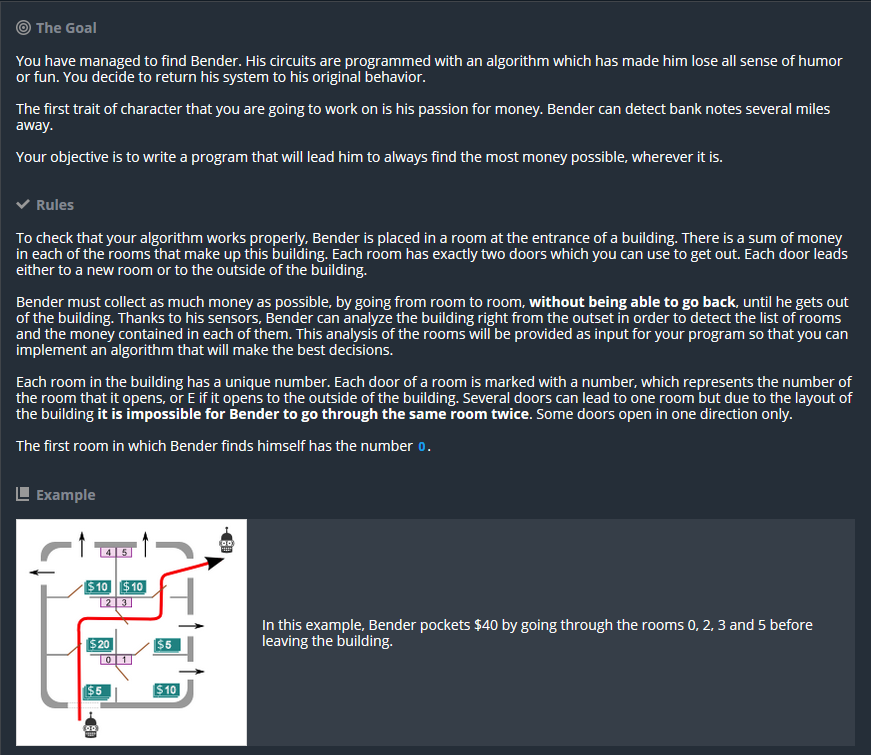 The Goal
You have managed to find Bender. His circuits are programmed with an algorithm which has made him lose all sense of humor
or fun. You decide to return his system to his original behavior.
The first trait of character that you are going to work on is his passion for money. Bender can detect bank notes several miles
away.
Your objective is to write a program that will lead him to always find the most money possible, wherever it is.
Rules
To check that your algorithm works properly, Bender is placed in a room at the entrance of a building. There is a sum of money
in each of the rooms that make up this building. Each room has exactly two doors which you can use to get out. Each door leads
either to a new room or to the outside of the building.
Bender must collect as much money as possible, by going from room to room, without being able to go back, until he gets out
of the building. Thanks to his sensors, Bender can analyze the building right from the outset in order to detect the list of rooms
and the money contained in each of them. This analysis of the rooms will be provided as input for your program so that you can
implement an algorithm that will make the best decisions.
Each room in the building has a unique number. Each door of a room is marked with a number, which represents the number of
the room that it opens, or E if it opens to the outside of the building. Several doors can lead to one room but due to the layout of
the building it is impossible for Bender to go through the same room twice. Some doors open in one direction only.
The first room in which Bender finds himself has the number 0.
Example
4 5
$10 $10
2 3
$20 $5
0 1
$5 $10
In this example, Bender pockets $40 by going through the rooms 0, 2, 3 and 5 before
leaving the building.